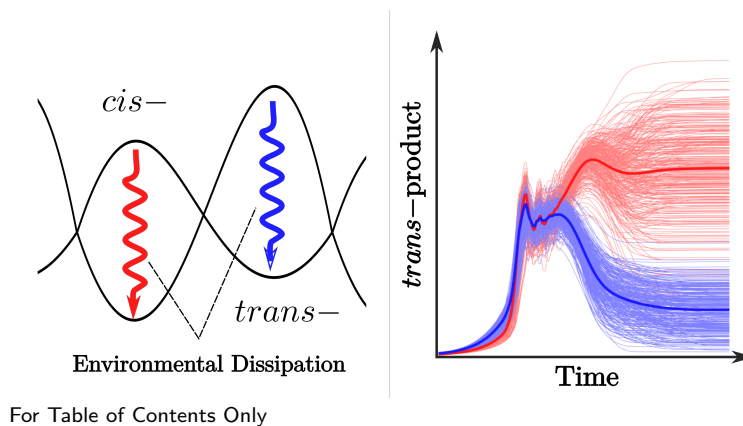 cis−
trans−
Environmental Dissipation
trans−product
Time
For Table of Contents Only